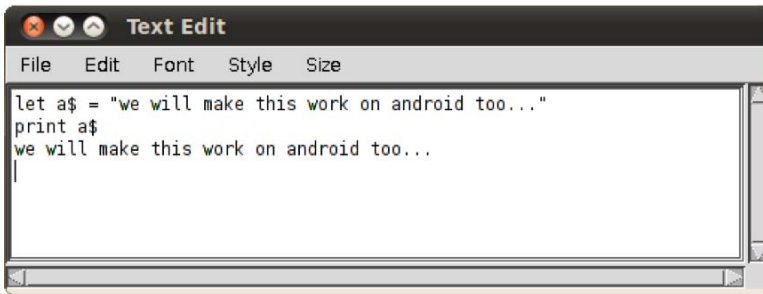 Text Edit
File Edit Font Style Size
let a$ = "we will make this work on android too..."
print a$
we will make this work on android too...